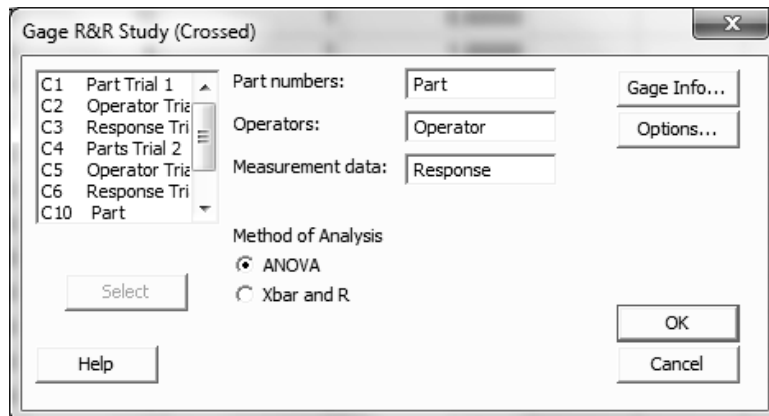 Gage R&R Study (Crossed)
X
C1 Part Trial 1
C2 Operator Tria
C3 Response Tri
C4 Parts Trial 2
C5 Operator Tria
C6 Response Tri
C10 Part
Part numbers: Part
Operators: Operator
Measurement data: Response
Method of Analysis
ANOVA
Xbar and R
Gage Info...
Options...
Select
Help
OK
Cancel